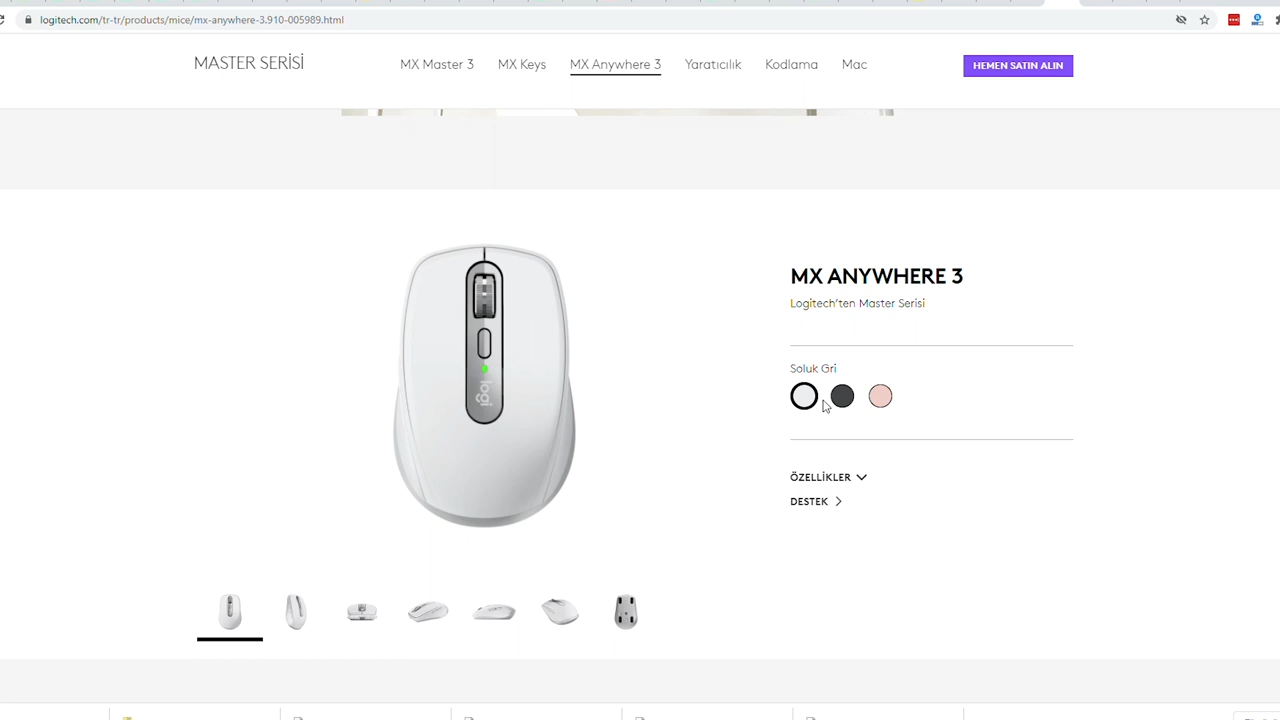 logitech.com/tr-tr/products/mice/mx-anywhere-3.910-005989.html
MASTER SERİSİ
MX Master 3
MX Keys
MX Anywhere 3
Yaratıcılık
Kodlama
Mac
HEMEN SATIN ALIN
logi
MX ANYWHERE 3
Logitech'ten Master Serisi
Soluk Gri
ÖZELLİKLER
DESTEK